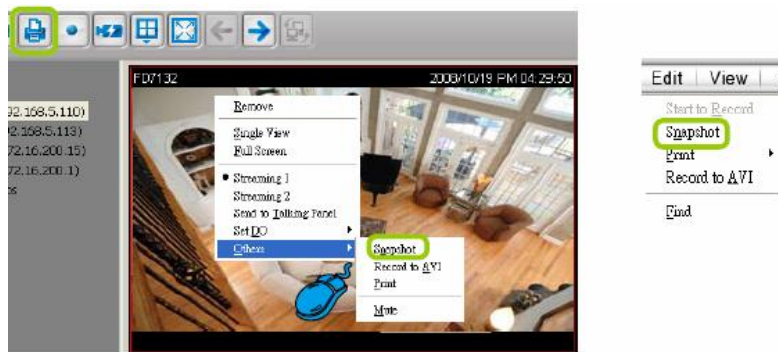 FD7132
2008/10/19 PM 04:29:50
92.168.5.110)
92.168.5.113)
72.16.200.15)
72.16.200.1)
os
Remove
Single View
Full Screen
Streaming 1
Streaming 2
Send to Talking Panel
Set DO
Others
Snapshot
Record to AVI
Print
Mute
Edit View
Start to Record
Snapshot
Print
Record to AVI
Find